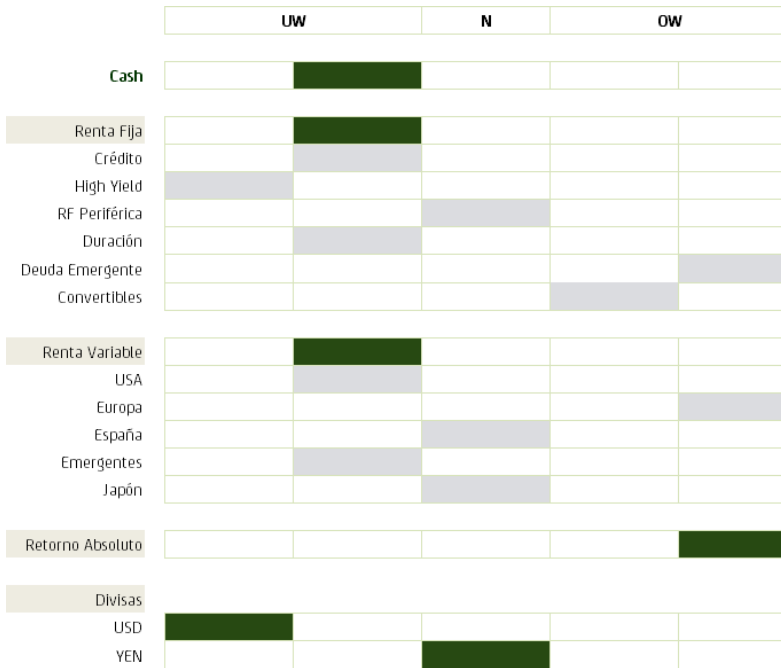 UW N OW
Cash
Renta Fija
Crédito
High Yield
RF Periférica
Duración
Deuda Emergente
Convertibles
Renta Variable
USA
Europa
España
Emergentes
Japón
Retorno Absoluto
Divisas
USD
YEN